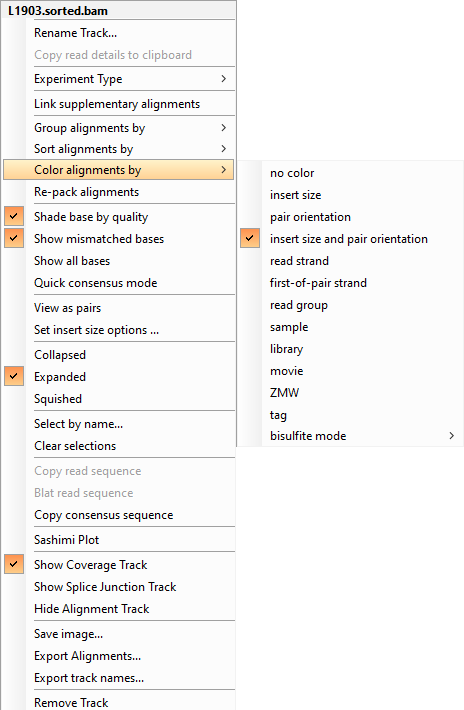 L1903.sorted.bam
Rename Track...
Copy read details to clipboard
Experiment Type
Link supplementary alignments
Group alignments by
Sort alignments by
Color alignments by
Re-pack alignments
Shade base by quality
Show mismatched bases
Show all bases
Quick consensus mode
View as pairs
Set insert size options ...
Collapsed
Expanded
Squished
Select by name...
Clear selections
Copy read sequence
Blat read sequence
Copy consensus sequence
Sashimi Plot
Show Coverage Track
Show Splice Junction Track
Hide Alignment Track
Save image...
Export Alignments...
Export track names...
Remove Track
no color
insert size
pair orientation
insert size and pair orientation
read strand
first-of-pair strand
read group
sample
library
movie
ZMW
tag
bisulfite mode